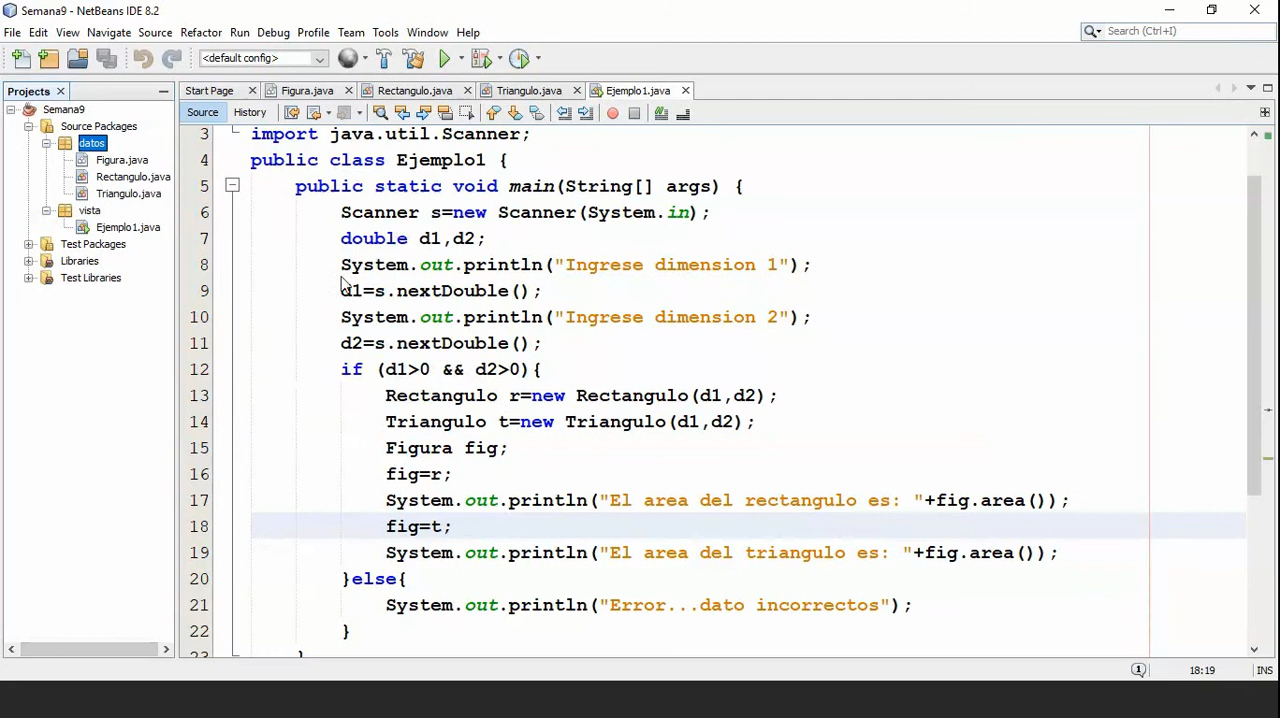 Semana9 - NetBeans IDE 8.2
File Edit View Navigate Source Refactor Run Debug Profile Team Tools Window Help
Search (Ctrl+I)
<default config>
Projects
Start Page Figura.java Rectangulo.java Triangulo.java Ejemplo1.java
Semana9
Source Packages
datos
Figura.java
Rectangulo.java
Triangulo.java
vista
Ejemplo1.java
Test Packages
Libraries
Test Libraries
Source History
3 import java.util.Scanner;
4 public class Ejemplo1 {
5 public static void main(String[] args) {
6 Scanner s=new Scanner(System.in);
7 double d1,d2;
8 System.out.println("Ingrese dimension 1");
9 d1=s.nextDouble();
10 System.out.println("Ingrese dimension 2");
11 d2=s.nextDouble();
12 if (d1>0 && d2>0){
13 Rectangulo r=new Rectangulo(d1,d2);
14 Triangulo t=new Triangulo(d1,d2);
15 Figura fig;
16 fig=r;
17 System.out.println("El area del rectangulo es: "+fig.area());
18 fig=t;
19 System.out.println("El area del triangulo es: "+fig.area());
20 }else{
21 System.out.println("Error...dato incorrectos");
22 }
23 }
1 18:19 INS